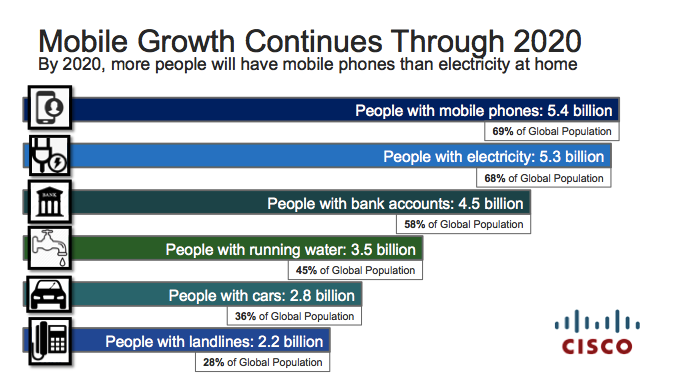 Mobile Growth Continues Through 2020
By 2020, more people will have mobile phones than electricity at home
People with mobile phones: 5.4 billion
69% of Global Population
People with electricity: 5.3 billion
68% of Global Population
BANK
People with bank accounts: 4.5 billion
58% of Global Population
People with running water: 3.5 billion
45% of Global Population
People with cars: 2.8 billion
36% of Global Population
People with landlines: 2.2 billion
28% of Global Population
CISCO